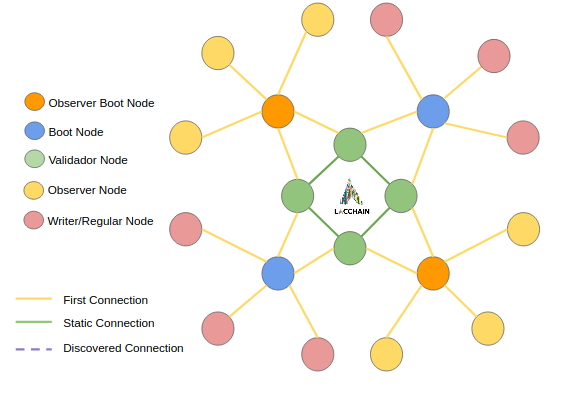 Observer Boot Node
Boot Node
Validador Node
Observer Node
Writer/Regular Node
LACCHAIN
First Connection
Static Connection
Discovered Connection